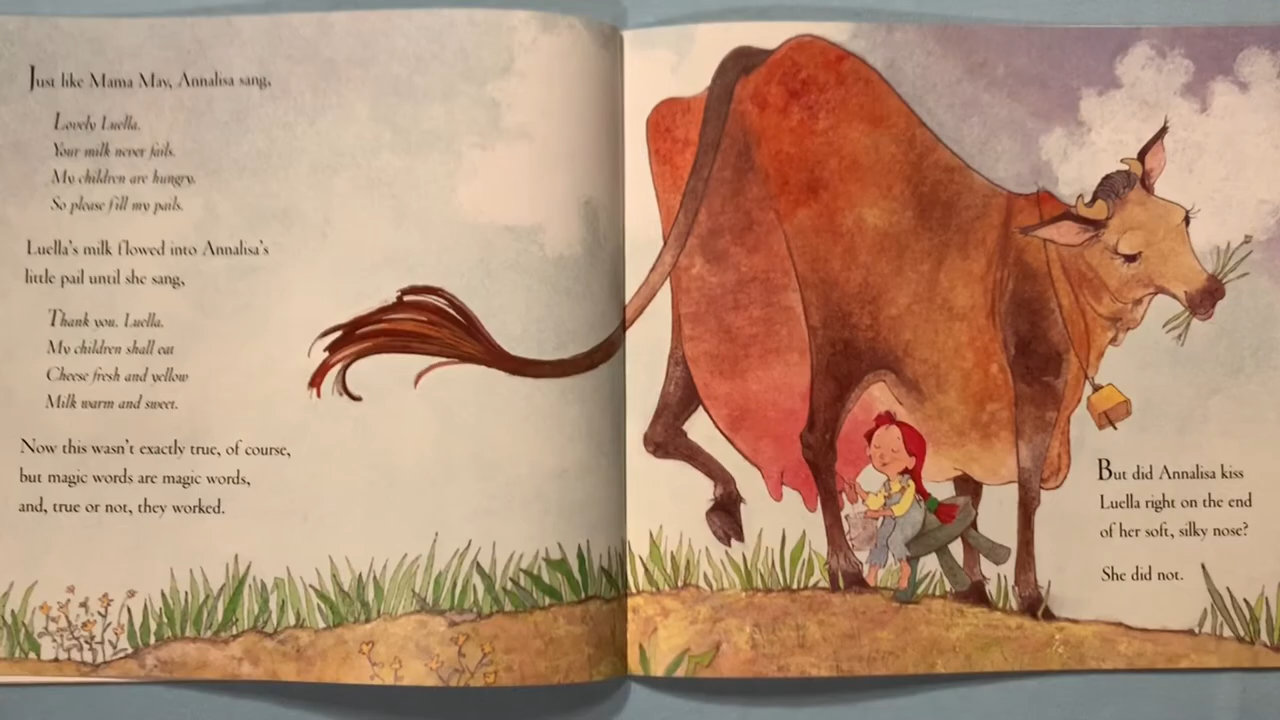 Just like Mama May, Annalisa sang,
Lovely Luella.
Your milk never fails.
My children are hungry.
So please fill my pails.
Luella's milk flowed into Annalisa's
little pail until she sang,
Thank you, Luella.
My children shall eat
Cheese fresh and yellow
Milk warm and sweet.
Now this wasn't exactly true, of course,
but magic words are magic words,
and, true or not, they worked.
But did Annalisa kiss
Luella right on the end
of her soft, silky nose?
She did not.